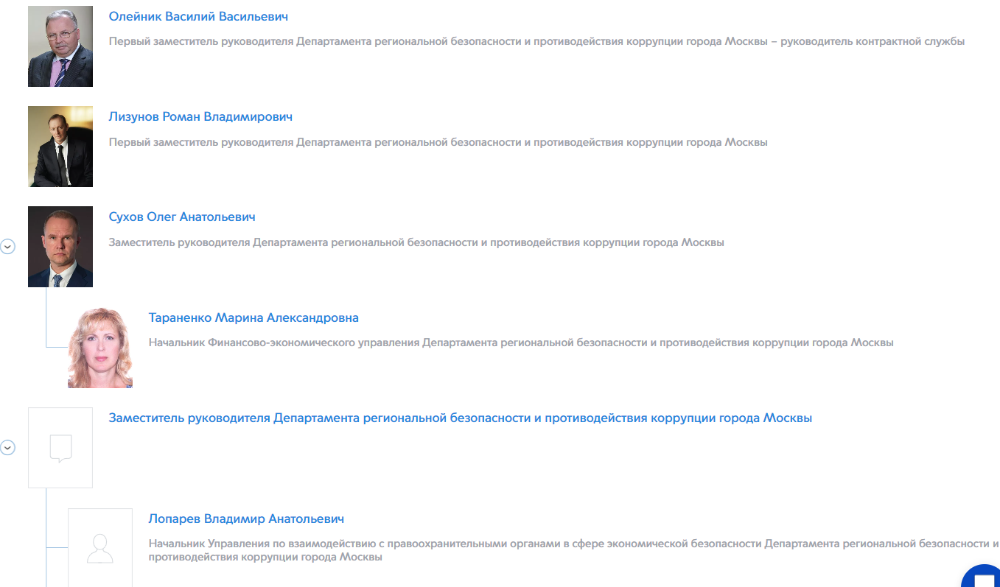 Олейник Василий Васильевич
Первый заместитель руководителя Департамента региональной безопасности и противодействия коррупции города Москвы – руководитель контрактной службы
Лизунов Роман Владимирович
Первый заместитель руководителя Департамента региональной безопасности и противодействия коррупции города Москвы
Сухов Олег Анатольевич
Заместитель руководителя Департамента региональной безопасности и противодействия коррупции города Москвы
Тараненко Марина Александровна
Начальник Финансово-экономического управления Департамента региональной безопасности и противодействия коррупции города Москвы
Заместитель руководителя Департамента региональной безопасности и противодействия коррупции города Москвы
Лопарев Владимир Анатольевич
Начальник Управления по взаимодействию с правоохранительными органами в сфере экономической безопасности Департамента региональной безопасности и
противодействия коррупции города Москвы